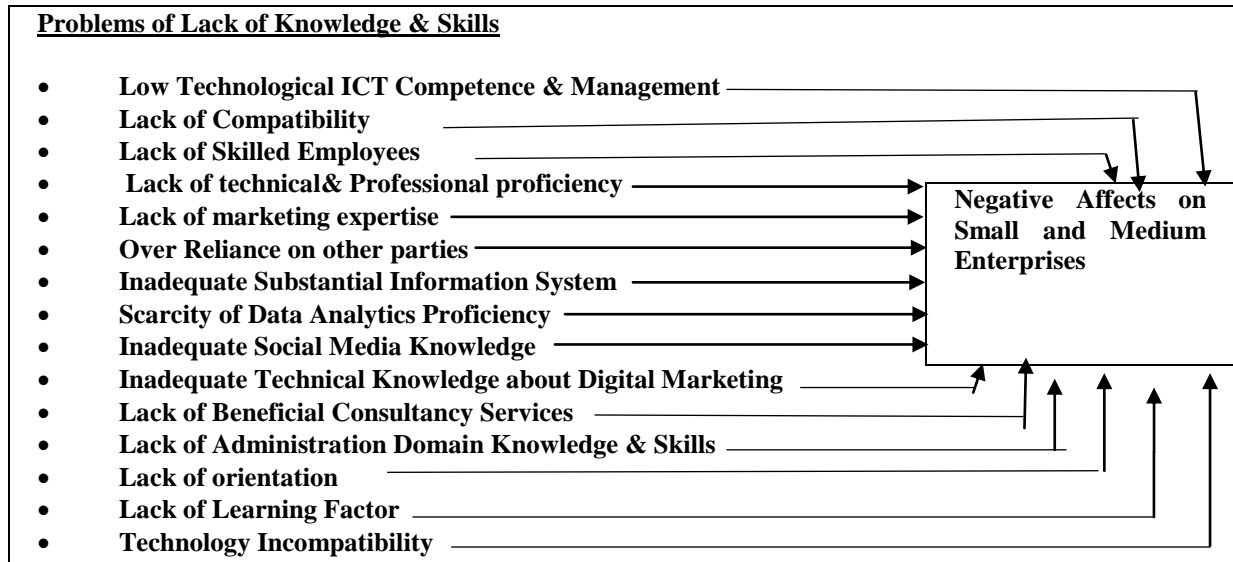 Problems of Lack of Knowledge & Skills
• Low Technological ICT Competence & Management
• Lack of Compatibility
• Lack of Skilled Employees
• Lack of technical& Professional proficiency
• Lack of marketing expertise
• Over Reliance on other parties
• Inadequate Substantial Information System
• Scarcity of Data Analytics Proficiency
• Inadequate Social Media Knowledge
• Inadequate Technical Knowledge about Digital Marketing
• Lack of Beneficial Consultancy Services
• Lack of Administration Domain Knowledge & Skills
• Lack of orientation
• Lack of Learning Factor
• Technology Incompatibility
Negative Affects on
Small and Medium
Enterprises